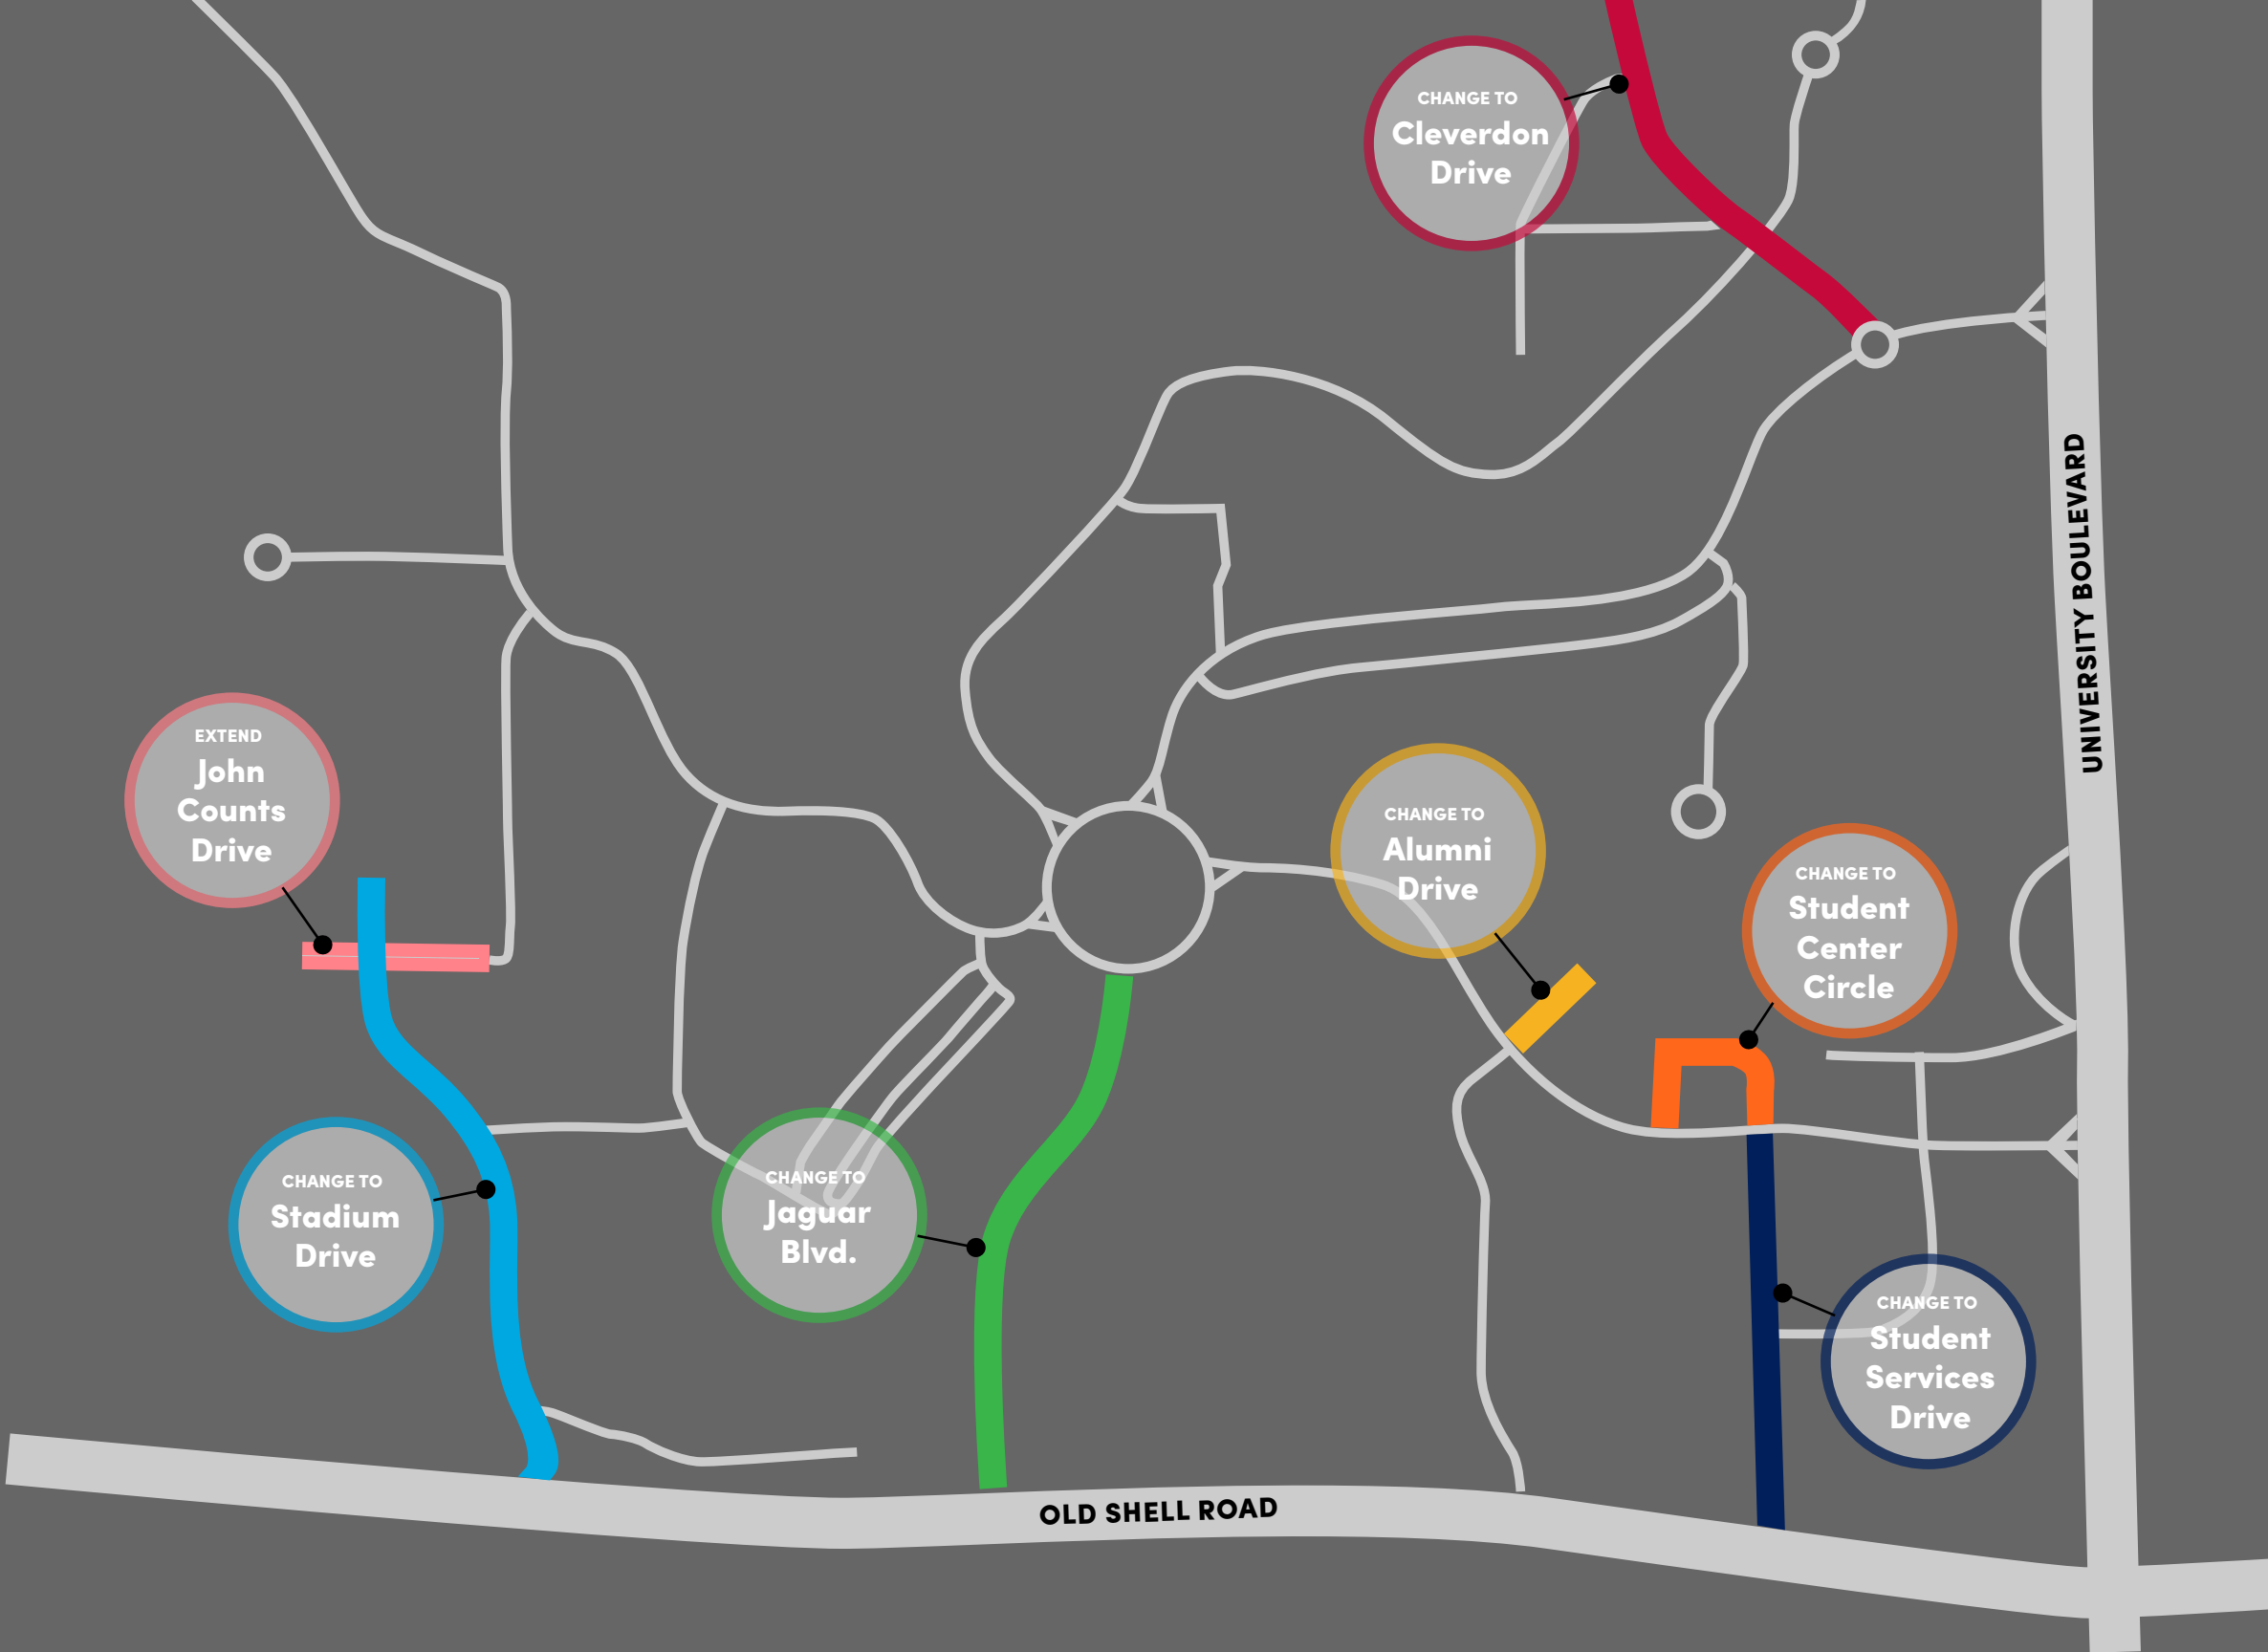 CHANGE TO
Cleverdon
Drive
UNIVERSITY BOULEVARD
EXTEND
John
Counts
Drive
CHANGE TO
Alumni
Drive
CHANGE TO
Student
Center
Circle
CHANGE TO
Stadium
Drive
CHANGE TO
Jaguar
Blvd.
CHANGE TO
Student
Services
Drive
OLD SHELL ROAD